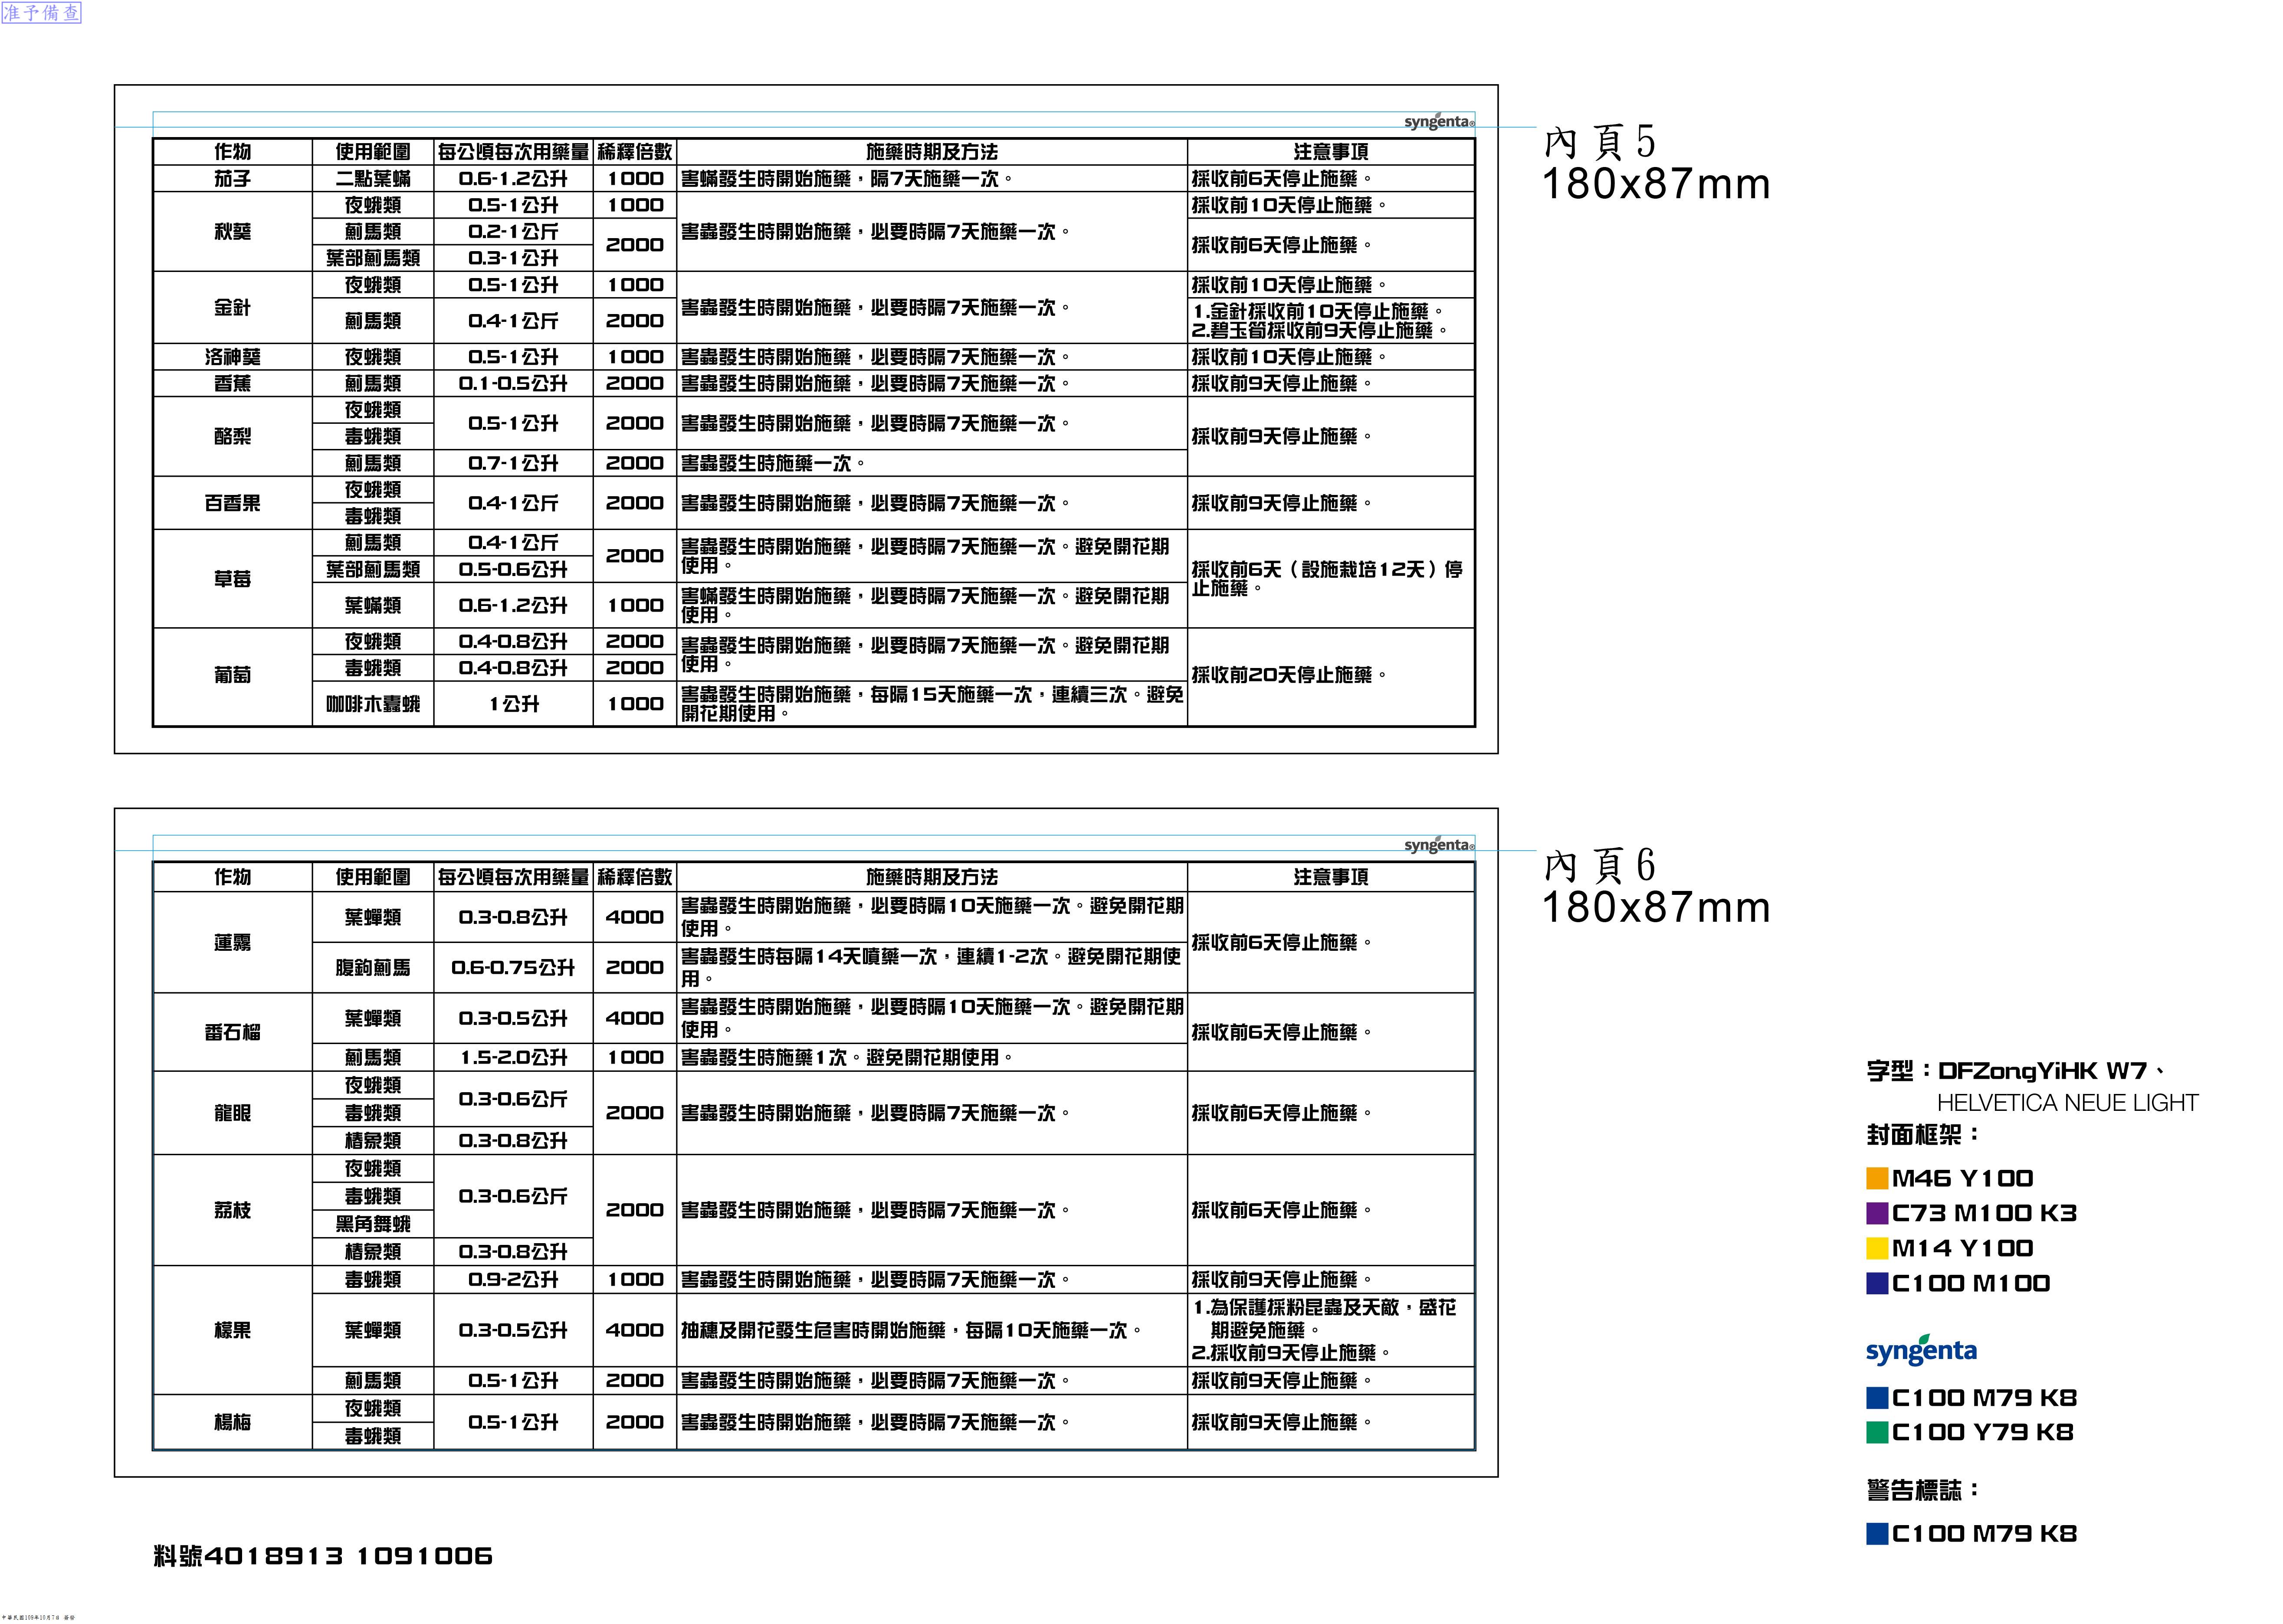 准予備查
syngenta®
內頁5
180x87mm
作物 使用範圍 每公頃每次用藥量 稀釋倍數 施藥時期及方法 注意事項
茄子 二點葉蟎 0.6-1.2公升 1000 害蟎發生時開始施藥，隔7天施藥一次。 採收前6天停止施藥。
秋葵 夜蛾類 0.5-1公升 1000 害蟲發生時開始施藥，必要時隔7天施藥一次。 採收前10天停止施藥。
薊馬類 0.2-1公斤 2000 採收前6天停止施藥。
葉部薊馬類 0.3-1公升
金針 夜蛾類 0.5-1公升 1000 害蟲發生時開始施藥，必要時隔7天施藥一次。 採收前10天停止施藥。
薊馬類 0.4-1公斤 2000 1.金針採收前10天停止施藥。
2.碧玉筍採收前9天停止施藥。
洛神葵 夜蛾類 0.5-1公升 1000 害蟲發生時開始施藥，必要時隔7天施藥一次。 採收前10天停止施藥。
香蕉 薊馬類 0.1-0.5公升 2000 害蟲發生時開始施藥，必要時隔7天施藥一次。 採收前9天停止施藥。
酪梨 夜蛾類 0.5-1公升 2000 害蟲發生時開始施藥，必要時隔7天施藥一次。 採收前9天停止施藥。
毒蛾類
薊馬類 0.7-1公升 2000 害蟲發生時施藥一次。
百香果 夜蛾類 0.4-1公斤 2000 害蟲發生時開始施藥，必要時隔7天施藥一次。 採收前9天停止施藥。
毒蛾類
草莓 薊馬類 0.4-1公斤 2000 害蟲發生時開始施藥，必要時隔7天施藥一次。避免開花期
使用。
葉部薊馬類 0.5-0.6公升 採收前6天（設施栽培12天）停
止施藥。
葉蟎類 0.6-1.2公升 1000 害蟎發生時開始施藥，必要時隔7天施藥一次。避免開花期
使用。
葡萄 夜蛾類 0.4-0.8公升 2000 害蟲發生時開始施藥，必要時隔7天施藥一次。避免開花期
使用。
毒蛾類 0.4-0.8公升 2000 採收前20天停止施藥。
咖啡木蠹蛾 1公升 1000 害蟲發生時開始施藥，每隔15天施藥一次，連續三次。避免
開花期使用。
syngenta®
內頁6
180x87mm
作物 使用範圍 每公頃每次用藥量 稀釋倍數 施藥時期及方法 注意事項
蓮霧 葉蟬類 0.3-0.8公升 4000 害蟲發生時開始施藥，必要時隔10天施藥一次。避免開花期
使用。
採收前6天停止施藥。
腹鉤薊馬 0.6-0.75公升 2000 害蟲發生時每隔14天噴藥一次，連續1-2次。避免開花期使
用。
番石榴 葉蟬類 0.3-0.5公升 4000 害蟲發生時開始施藥，必要時隔10天施藥一次。避免開花期
使用。
採收前6天停止施藥。
薊馬類 1.5-2.0公升 1000 害蟲發生時施藥1次。避免開花期使用。
龍眼 夜蛾類 0.3-0.6公斤 2000 害蟲發生時開始施藥，必要時隔7天施藥一次。 採收前6天停止施藥。
毒蛾類
椿象類 0.3-0.8公升
荔枝 夜蛾類 0.3-0.6公斤 2000 害蟲發生時開始施藥，必要時隔7天施藥一次。 採收前6天停止施藥。
毒蛾類
黑角舞蛾
椿象類 0.3-0.8公升
檬果 毒蛾類 0.9-2公升 1000 害蟲發生時開始施藥，必要時隔7天施藥一次。 採收前9天停止施藥。
葉蟬類 0.3-0.5公升 4000 抽穗及開花發生危害時開始施藥，每隔10天施藥一次。 1.為保護採粉昆蟲及天敵，盛花
期避免施藥。
2.採收前9天停止施藥。
薊馬類 0.5-1公升 2000 害蟲發生時開始施藥，必要時隔7天施藥一次。 採收前9天停止施藥。
楊梅 夜蛾類 0.5-1公升 2000 害蟲發生時開始施藥，必要時隔7天施藥一次。 採收前9天停止施藥。
毒蛾類
字型：DFZongYiHK W7、
HELVETICA NEUE LIGHT
封面框架：
M46 Y100
C73 M100 K3
M14 Y100
C100 M100
syngenta
C100 M79 K8
C100 Y79 K8
警告標誌：
C100 M79 K8
料號4018913 1091006
中華民國109年10月7日